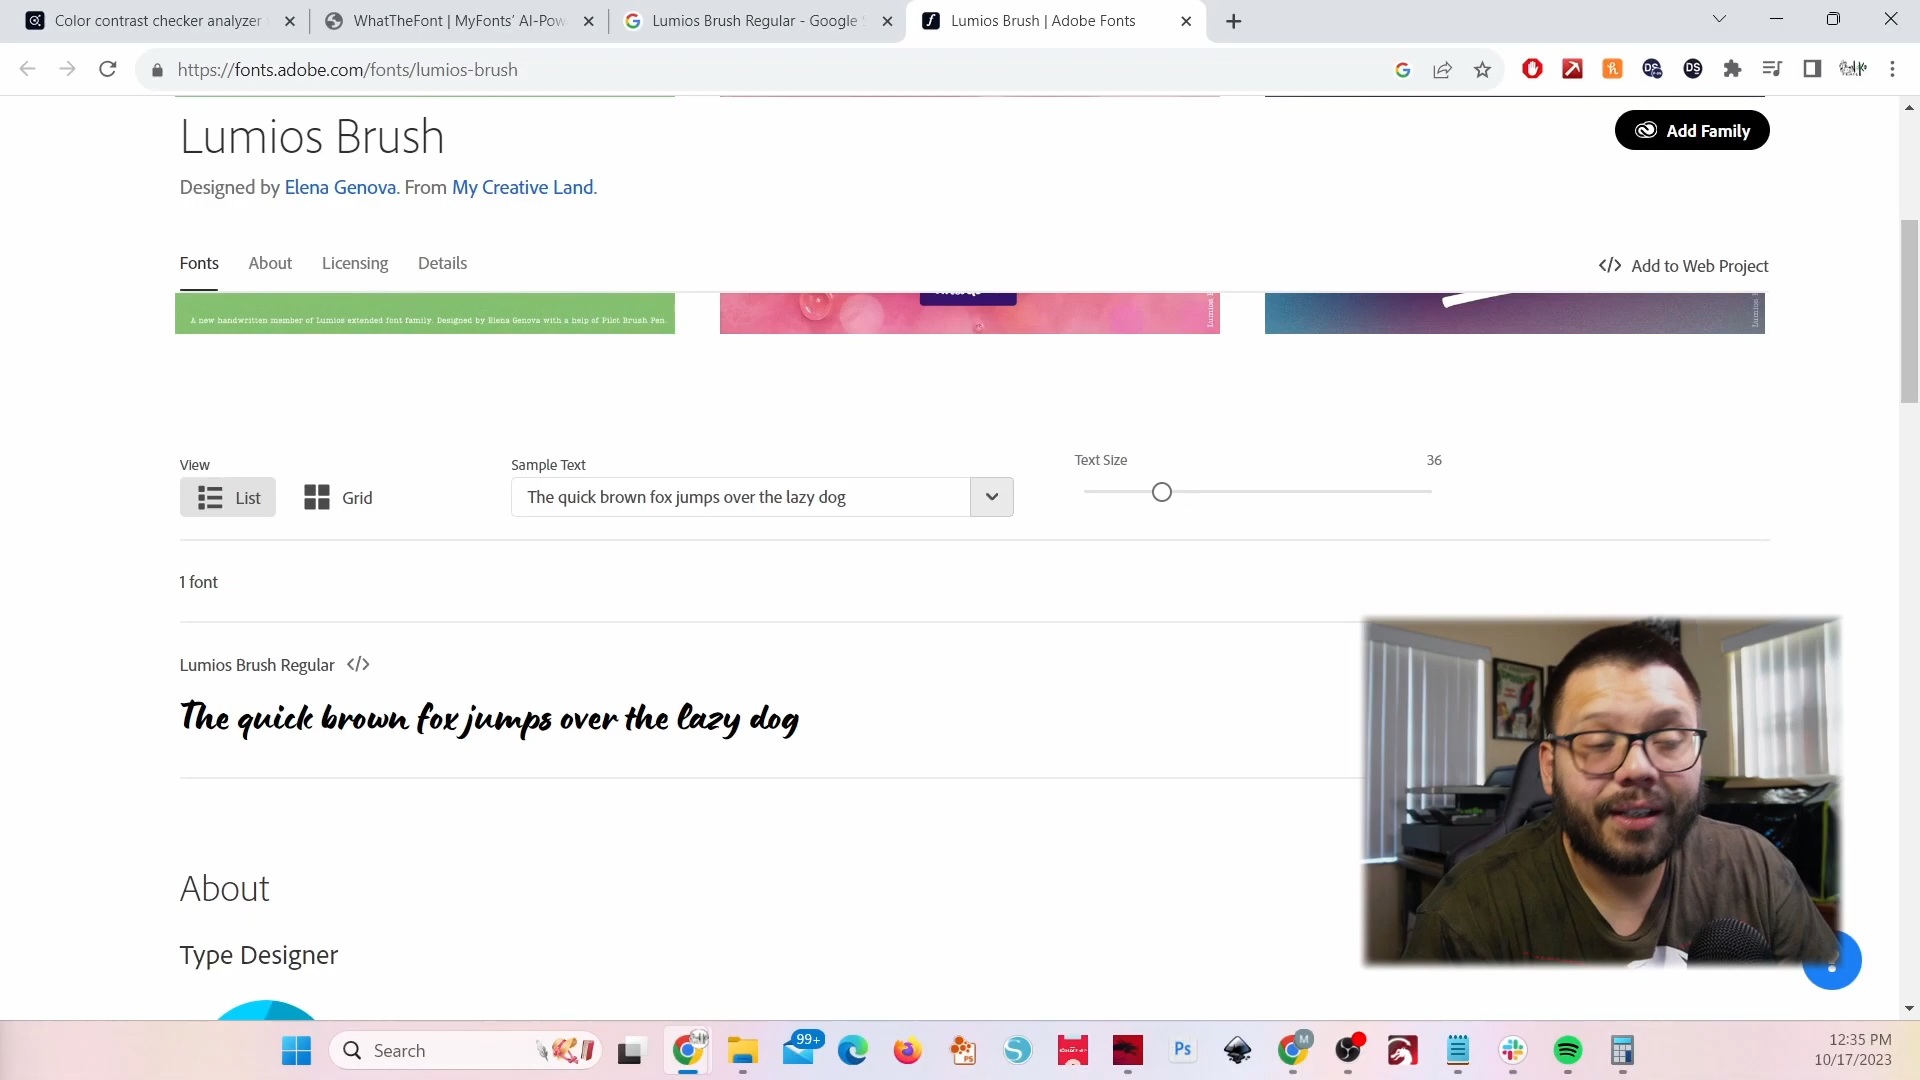 Color contrast checker analyzer
WhatTheFont | MyFonts' AI-Pow
Lumios Brush Regular - Google S
Lumios Brush | Adobe Fonts
https://fonts.adobe.com/fonts/lumios-brush
Lumios Brush
Add Family
Designed by Elena Genova. From My Creative Land.
Fonts
About
Licensing
Details
</> Add to Web Project
A new handwritten member of Lumios extended font family. Designed by Elena Genova with a help of Pilot Brush Pen.
View
Sample Text
Text Size
36
List
Grid
The quick brown fox jumps over the lazy dog
1 font
Lumios Brush Regular </>
The quick brown fox jumps over the lazy dog
About
Type Designer
Search
99+
Ps
M
12:35 PM
10/17/2023